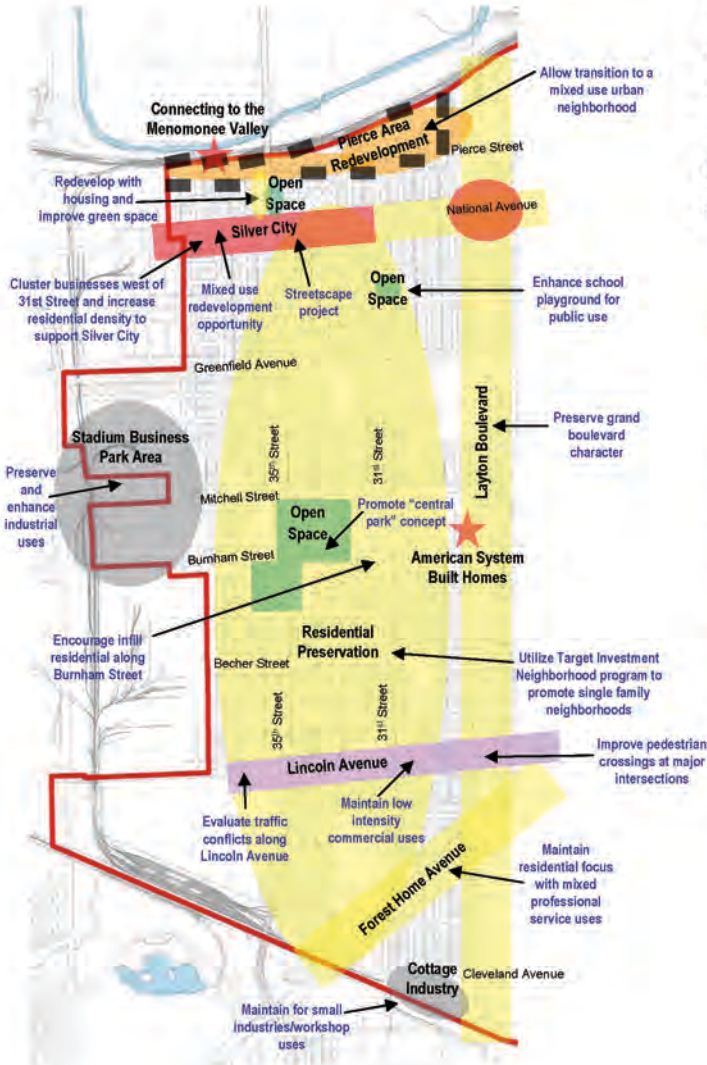 Allow transition to a
mixed use urban
neighborhood
Connecting to the
Menomonee Valley
Pierce Area
Redevelopment
Pierce Street
Redevelop with
housing and
improve green space
Open
Space
National Avenue
Silver City
Cluster businesses west of
31st Street and increase
residential density to
support Silver City
Mixed use
redevelopment
opportunity
Streetscape
project
Open
Space
Enhance school
playground for
public use
Greenfield Avenue
Stadium Business
Park Area
35th Street
31st Street
Layton Boulevard
Preserve grand
boulevard
character
Preserve
and
enhance
industrial
uses
Mitchell Street
Open
Space
Promote "central
park" concept
Burnham Street
American System
Built Homes
Encourage infill
residential along
Burnham Street
Residential
Preservation
Becher Street
Utilize Target Investment
Neighborhood program to
promote single family
neighborhoods
35th Street
31st Street
Lincoln Avenue
Improve pedestrian
crossings at major
intersections
Evaluate traffic
conflicts along
Lincoln Avenue
Maintain low
intensity
commercial uses
Forest Home Avenue
Maintain
residential focus
with mixed
professional
service uses
Cottage
Industry
Cleveland Avenue
Maintain for small
industries/workshop
uses